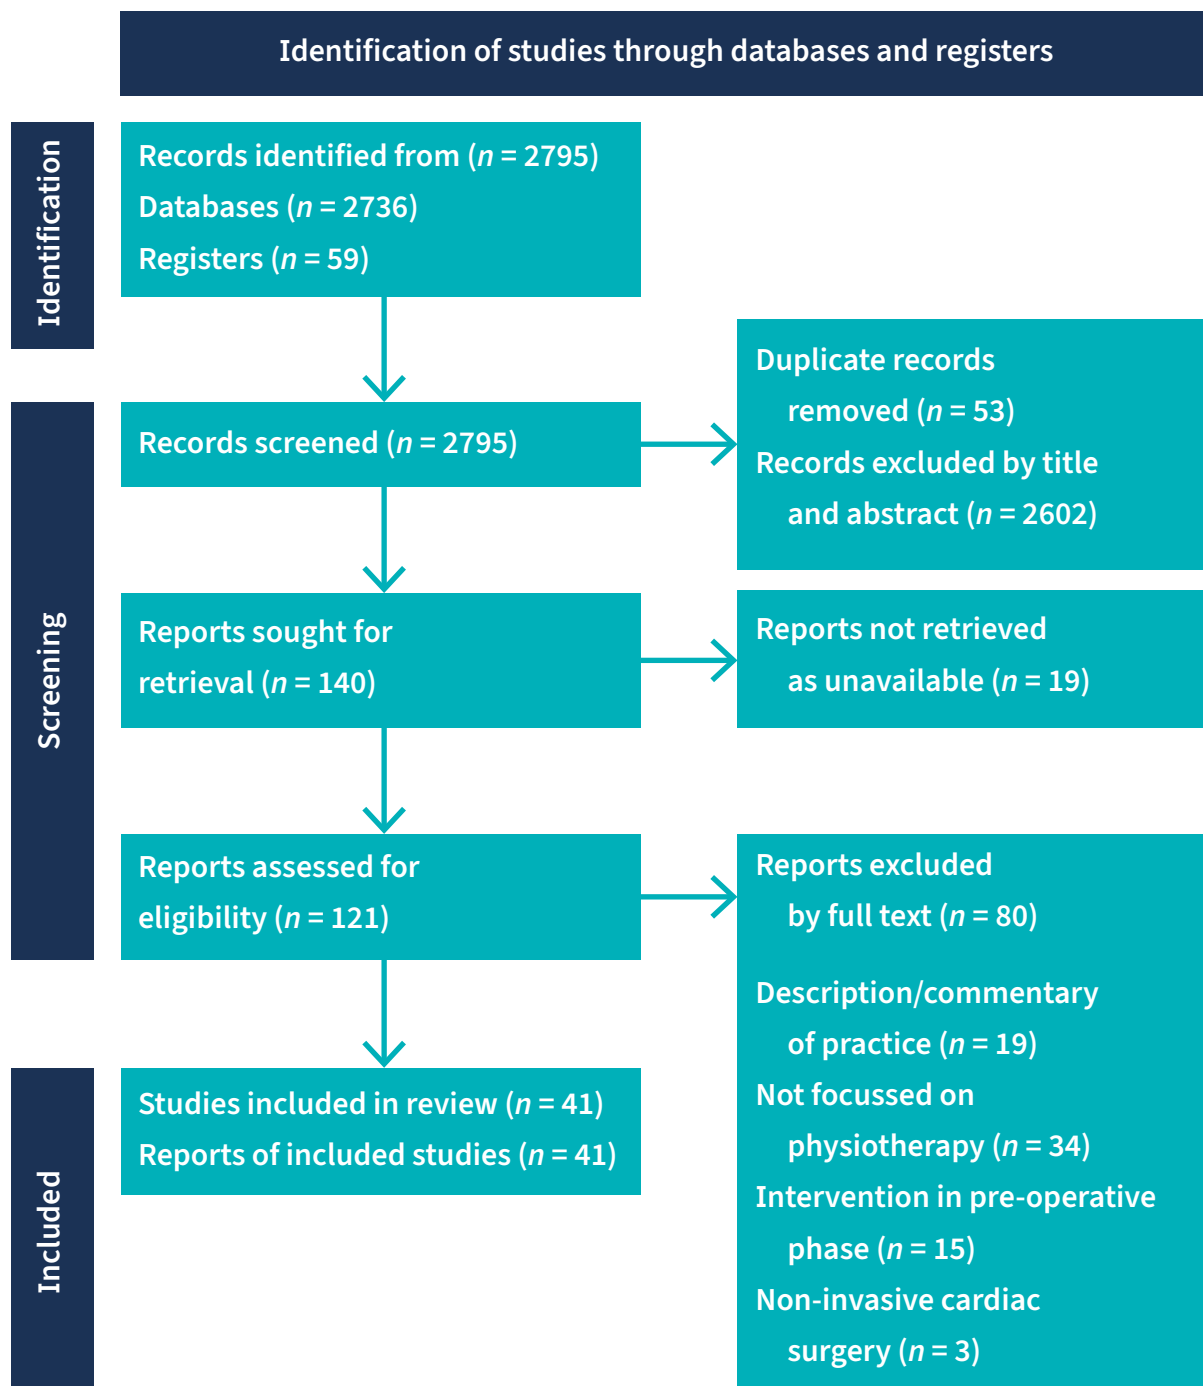 Identification of studies through databases and registers
Identification
Records identified from (n = 2795)
Databases (n = 2736)
Registers (n = 59)
Screening
Records screened (n = 2795)
Duplicate records
removed (n = 53)
Records excluded by title
and abstract (n = 2602)
Reports sought for
retrieval (n = 140)
Reports not retrieved
as unavailable (n = 19)
Reports assessed for
eligibility (n = 121)
Reports excluded
by full text (n = 80)
Description/commentary
of practice (n = 19)
Not focussed on
physiotherapy (n = 34)
Intervention in pre-operative
phase (n = 15)
Non-invasive cardiac
surgery (n = 3)
Included
Studies included in review (n = 41)
Reports of included studies (n = 41)